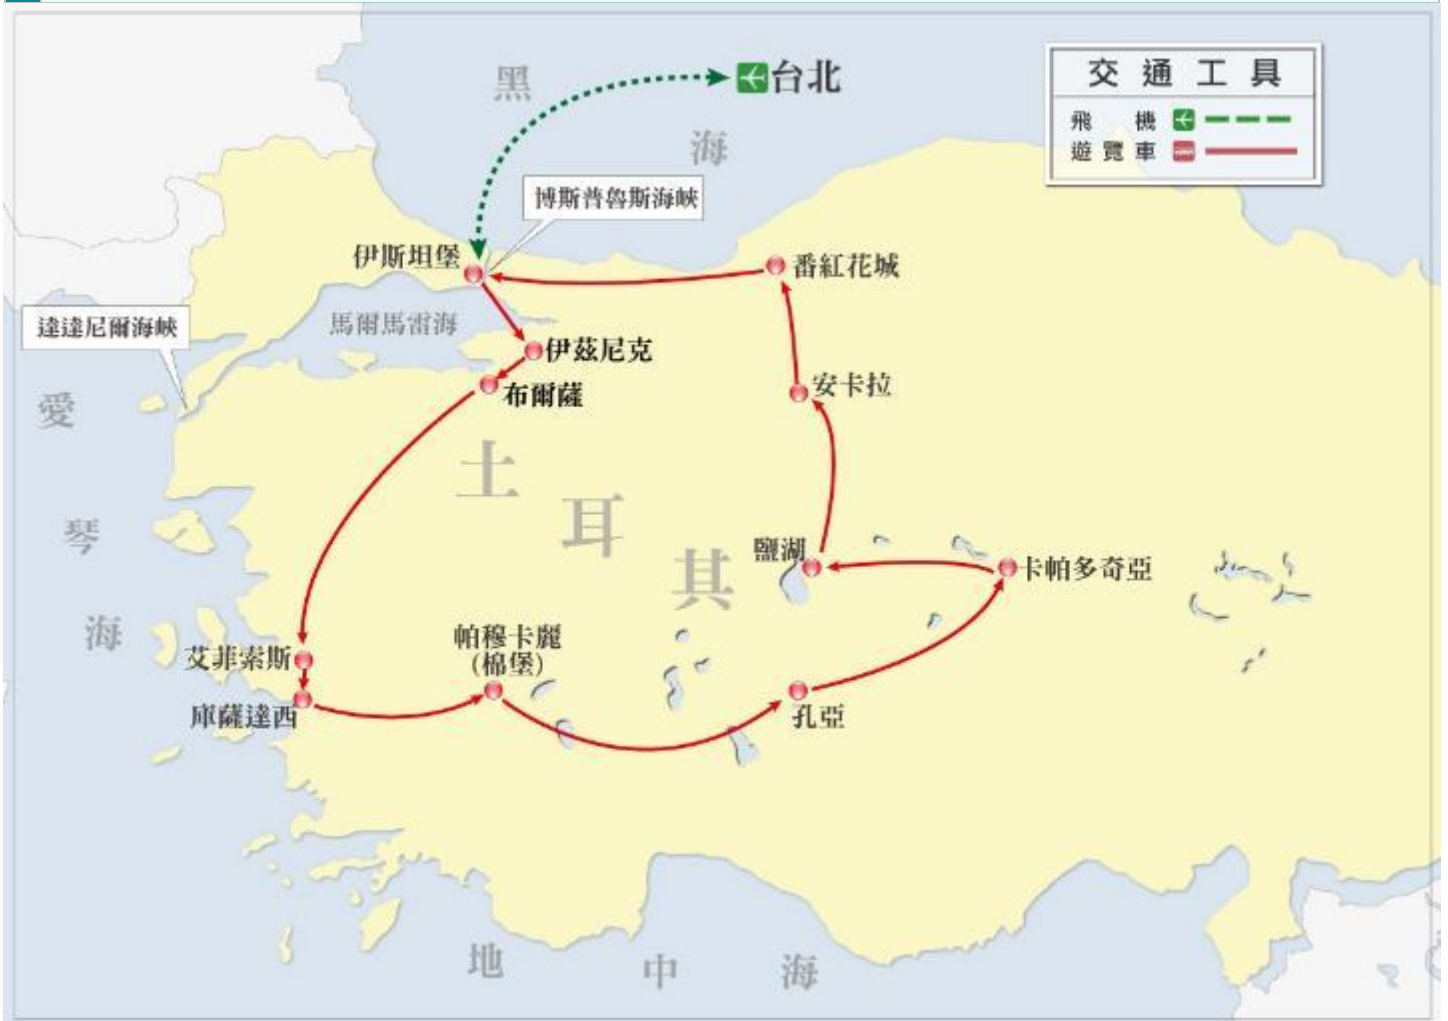 黑
海
台北
交通工具
飛機
遊覽車
博斯普魯斯海峽
伊斯坦堡
番紅花城
達達尼爾海峽
馬爾馬雷海
伊茲尼克
布爾薩
安卡拉
愛
琴
海
土
耳
其
鹽湖
卡帕多奇亞
帕穆卡麗
(棉堡)
艾菲索斯
庫薩達西
孔亞
地
中
海